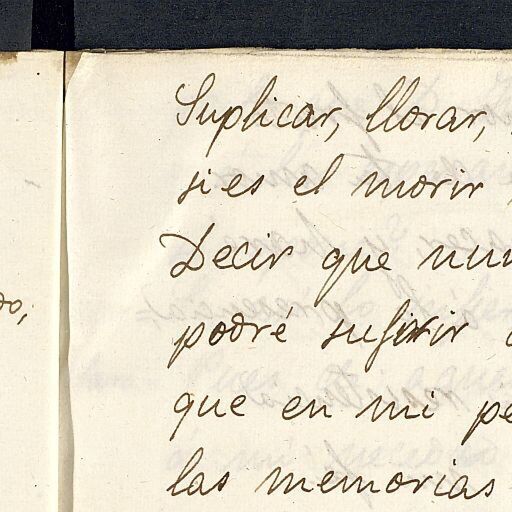 Suplicar, llorar,
si es el morir
Decir que nun
podré sufrir
que en mi pe
las memorias
do,